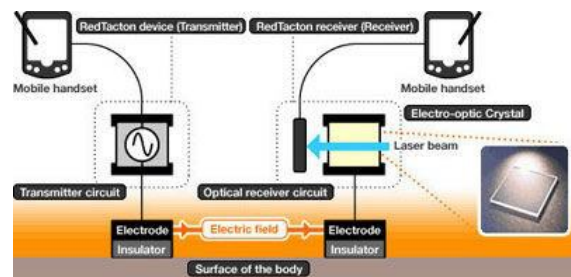 RedTacton device (Transmitter)
RedTacton receiver (Receiver)
Mobile handset
Mobile handset
Electro-optic Crystal
Laser beam
Transmitter circuit
Optical receiver circuit
Electrode
Electric field
Electrode
Insulator
Insulator
Surface of the body